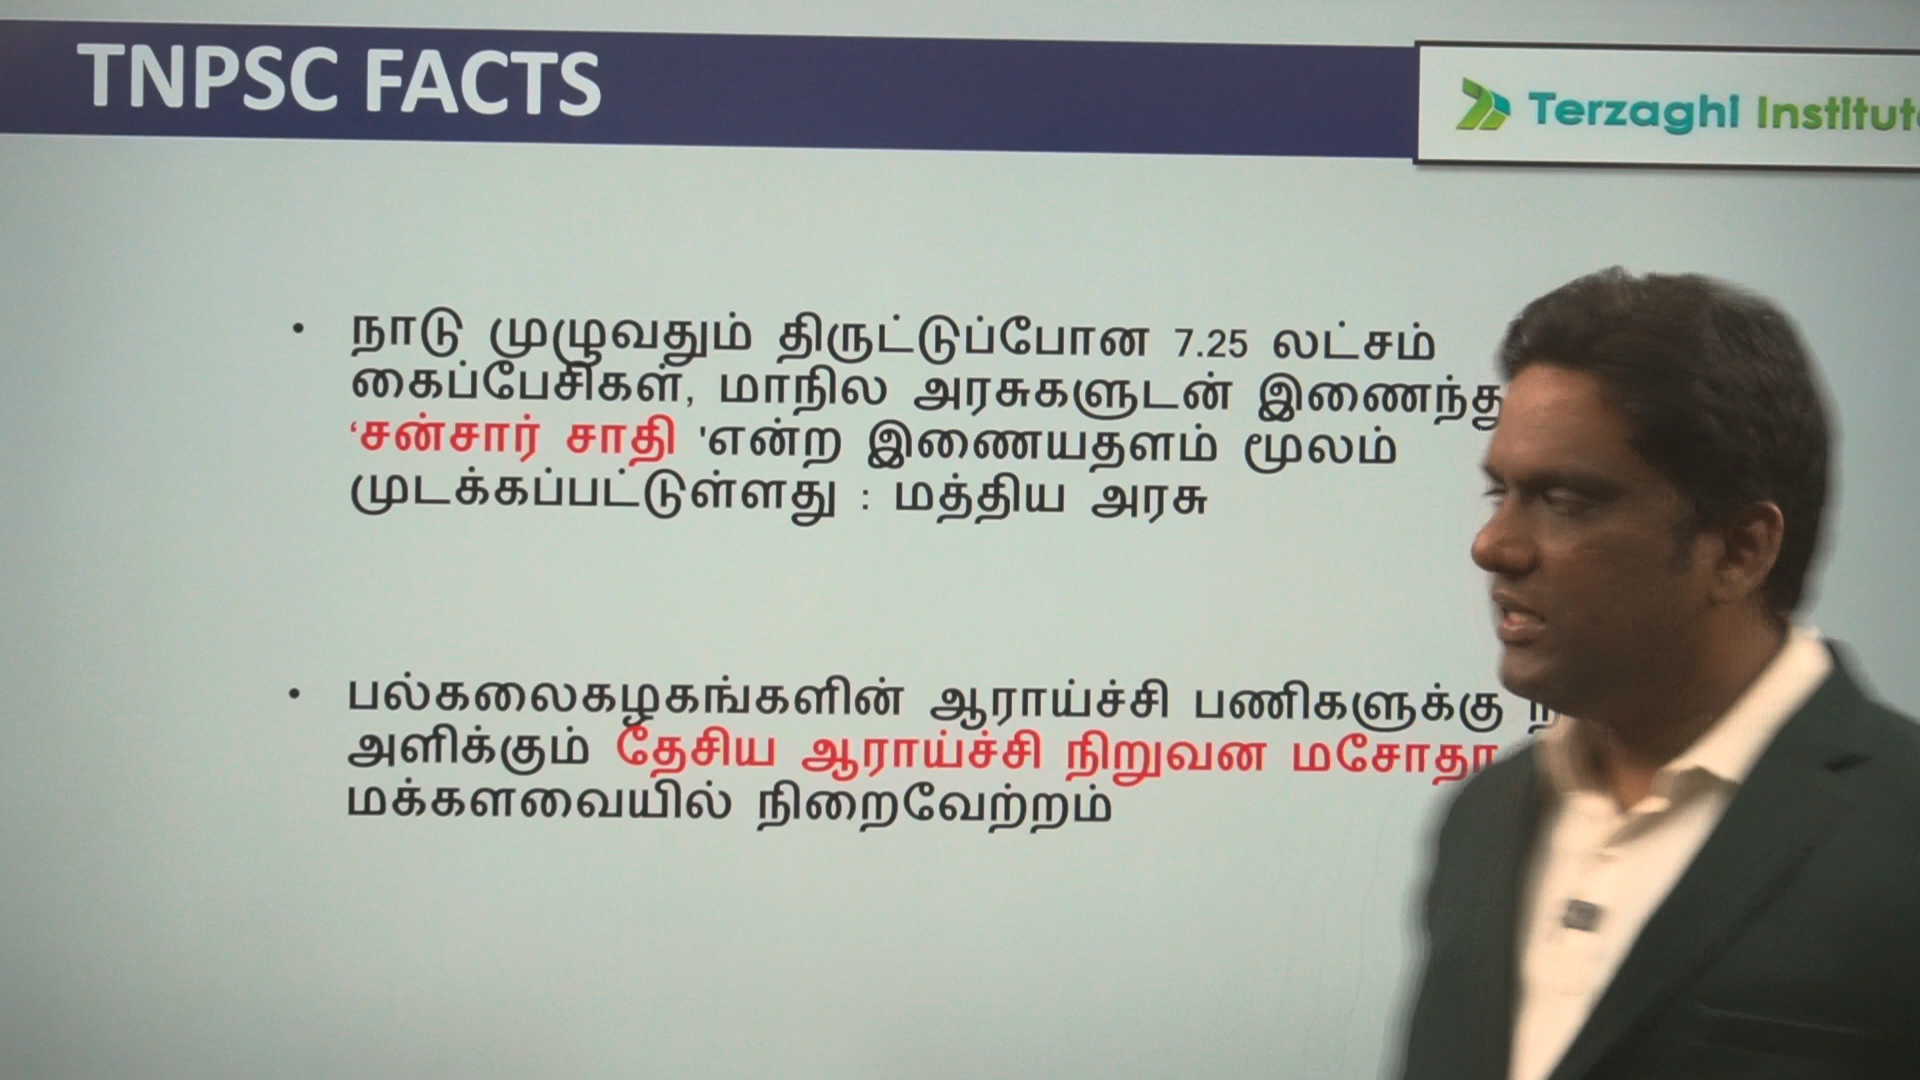 TNPSC FACTS
Terzaghi Institute
• நாடு முழுவதும் திருட்டுப்போன 7.25 லட்சம்
கைப்பேசிகள், மாநில அரசுகளுடன் இணைந்து
‘சன்சார் சாதி 'என்ற இணையதளம் மூலம்
முடக்கப்பட்டுள்ளது : மத்திய அரசு
• பல்கலைகழகங்களின் ஆராய்ச்சி பணிகளுக்கு
அளிக்கும் தேசிய ஆராய்ச்சி நிறுவன மசோதா
மக்களவையில் நிறைவேற்றம்